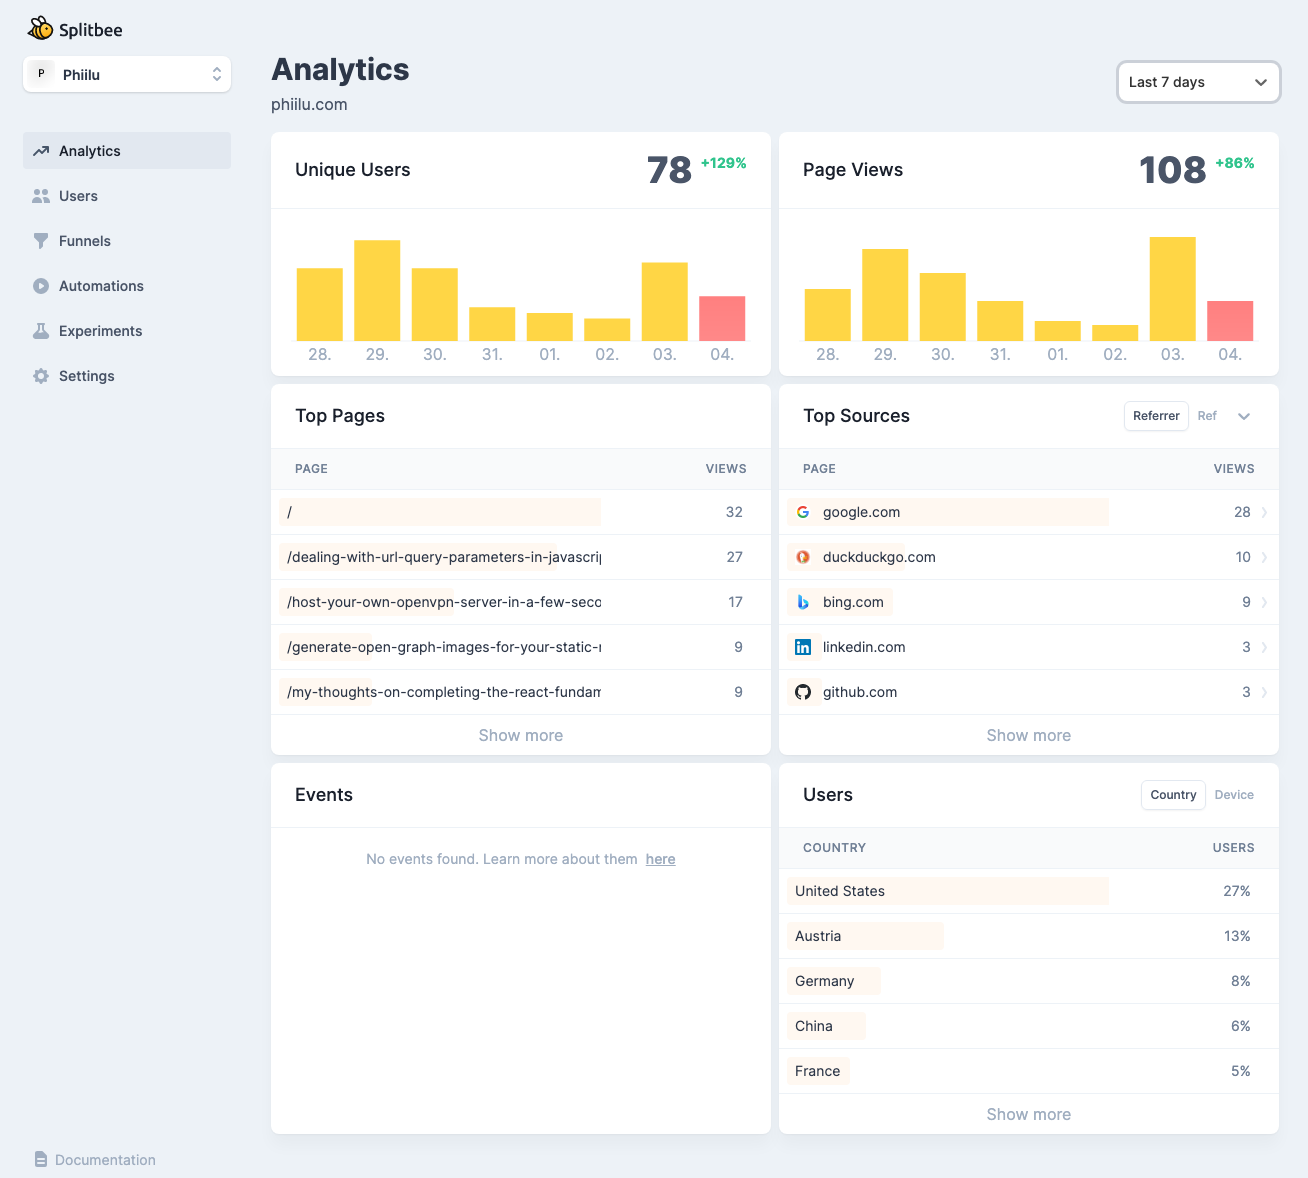 Splitbee
P Phiilu
Analytics
Users
Funnels
Automations
Experiments
Settings
Documentation
Analytics
phiilu.com
Last 7 days
Unique Users 78 +129%
28. 29. 30. 31. 01. 02. 03. 04.
Page Views 108 +86%
28. 29. 30. 31. 01. 02. 03. 04.
Top Pages
PAGE VIEWS
/ 32
/dealing-with-url-query-parameters-in-javascrip 27
/host-your-own-openvpn-server-in-a-few-seco 17
/generate-open-graph-images-for-your-static- 9
/my-thoughts-on-completing-the-react-fundam 9
Show more
Top Sources Referrer Ref
PAGE VIEWS
google.com 28
duckduckgo.com 10
bing.com 9
in linkedin.com 3
github.com 3
Show more
Events
No events found. Learn more about them here
Users Country Device
COUNTRY USERS
United States 27%
Austria 13%
Germany 8%
China 6%
France 5%
Show more